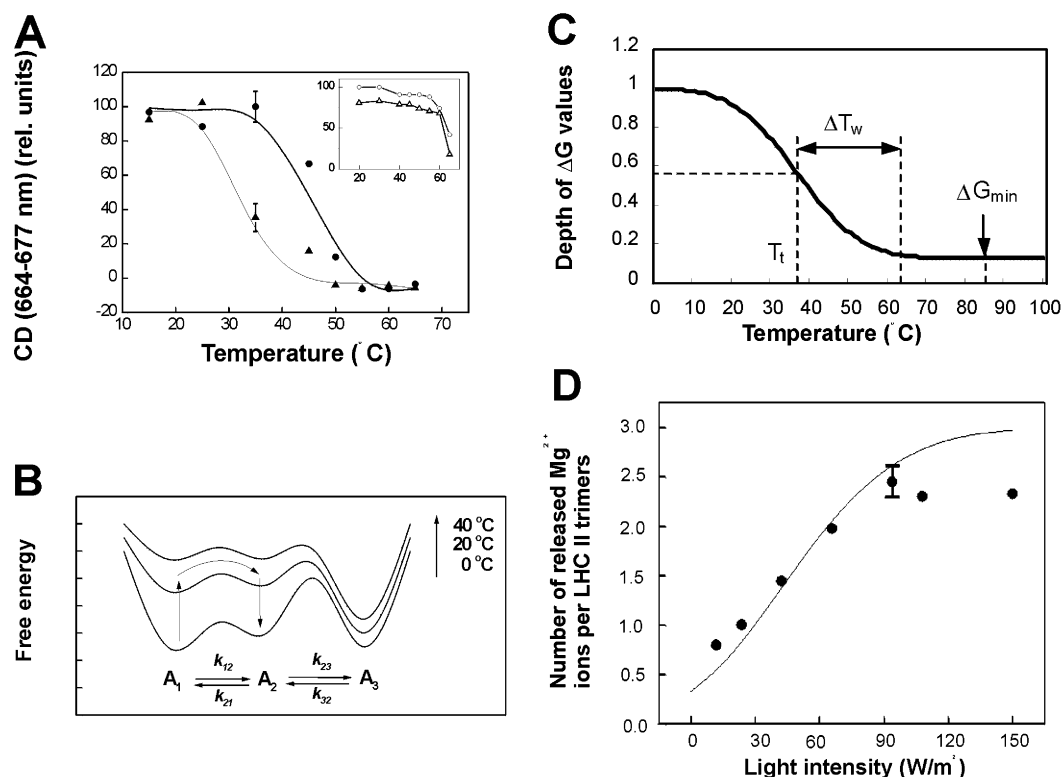 A
CD (664-677 nm) (rel. units)
120
100
80
60
40
20
0
-20
10 20 30 40 50 60 70
Temperature (°C)
100
50
0
20 40 60
B
Free energy
40 °C
20 °C
0 °C
A1 k12 k21 A2 k23 k32 A3
C
Depth of ΔG values
1.2
1
0.8
0.6
0.4
0.2
0
0 10 20 30 40 50 60 70 80 90 100
ΔTw
ΔGmin
Tt
Temperature (°C)
D
Number of released Mg2+
ions per LHC II trimers
3.0
2.5
2.0
1.5
1.0
0.5
0.0
0 30 60 90 120 150
Light intensity (W/m2)